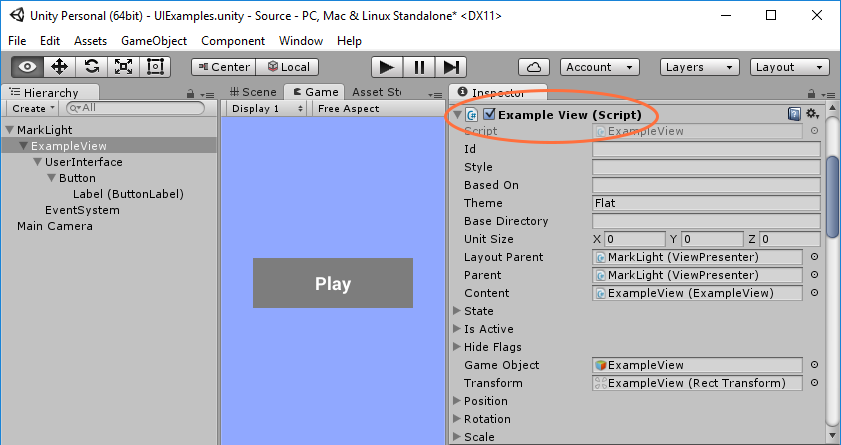 Unity Personal (64bit) - UIExamples.unity - Source - PC, Mac & Linux Standalone* <DX11>
File Edit Assets GameObject Component Window Help
Center Local Account Layers Layout
Hierarchy
Create All
MarkLight
ExampleView
UserInterface
Button
Label (ButtonLabel)
EventSystem
Main Camera
Scene Game Asset Sto
Display 1 Free Aspect
Play
Inspector
Example View (Script)
Script ExampleView
Id
Style
Based On
Theme Flat
Base Directory
Unit Size X 0 Y 0 Z 0
Layout Parent MarkLight (ViewPresenter)
Parent MarkLight (ViewPresenter)
Content ExampleView (ExampleView)
State
Is Active
Hide Flags
Game Object ExampleView
Transform ExampleView (Rect Transform)
Position
Rotation
Scale